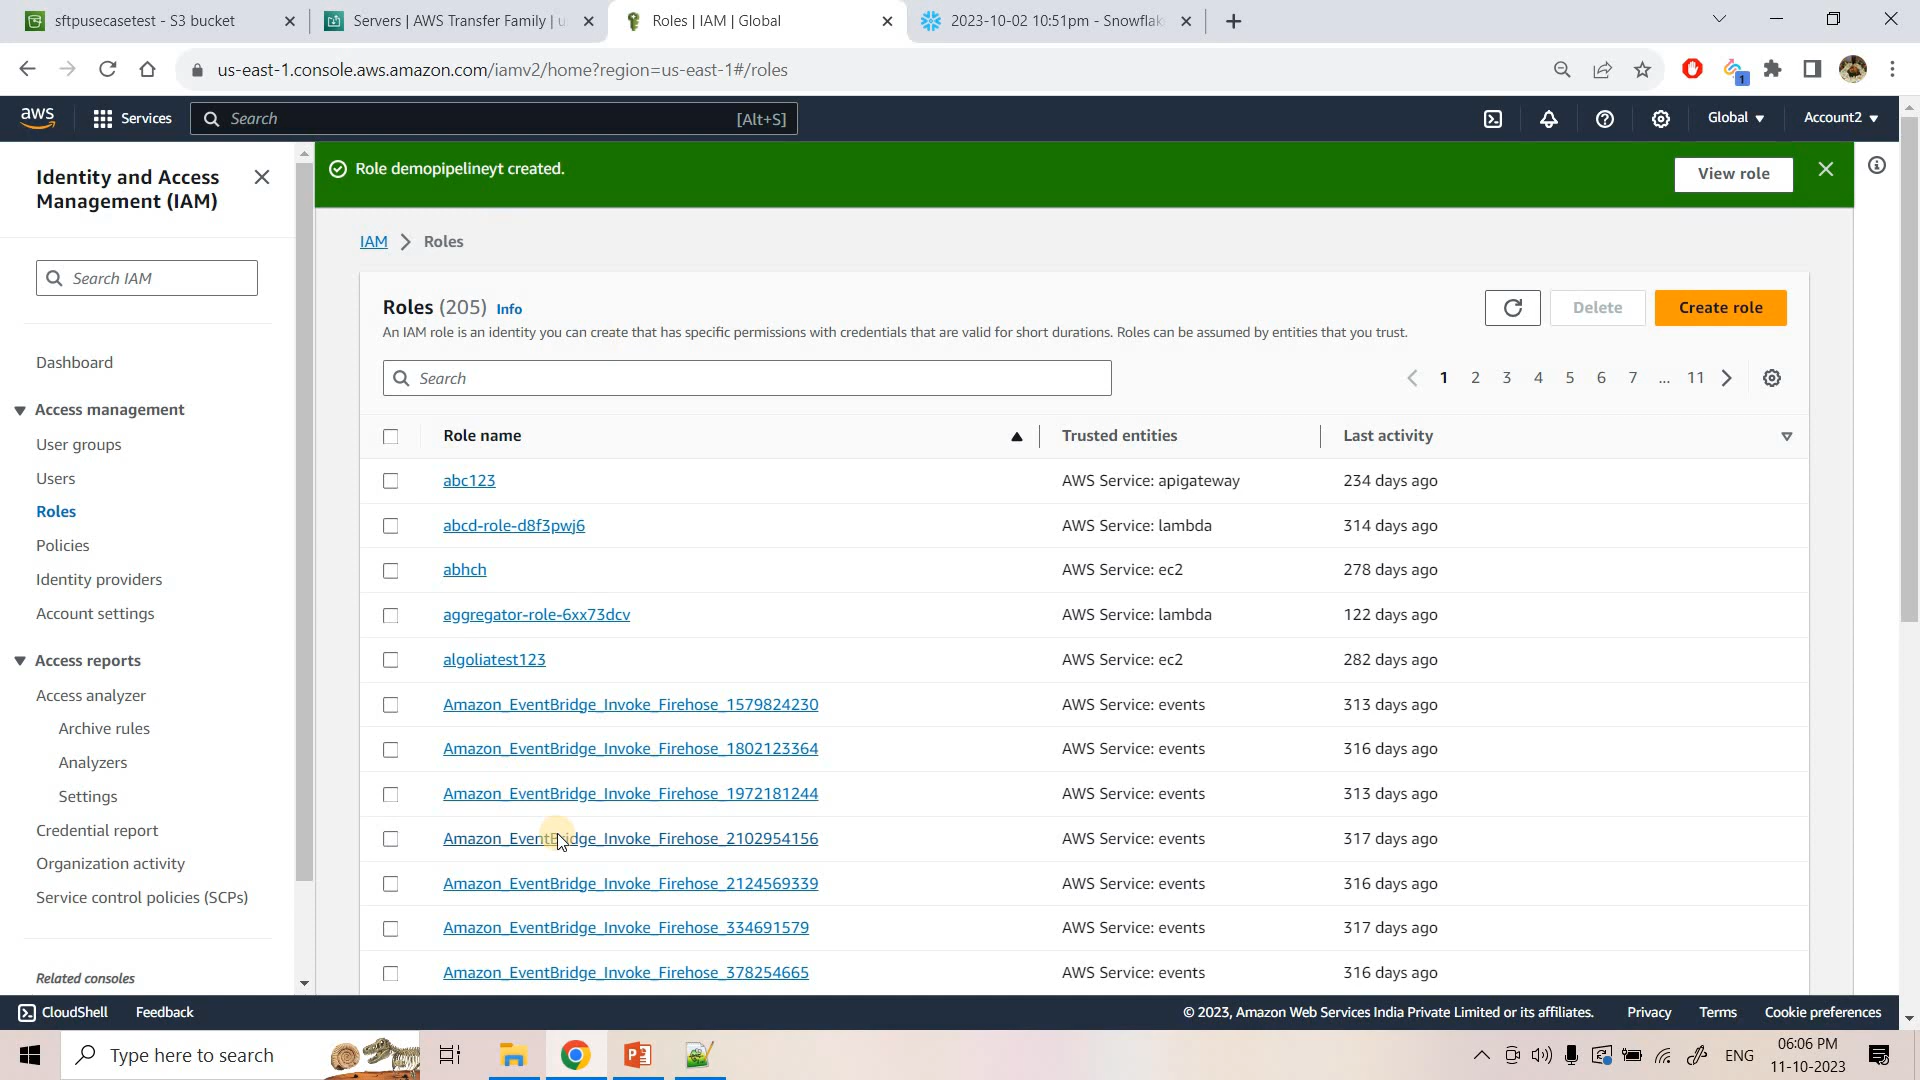 sftpusecasetest - S3 bucket
Servers | AWS Transfer Family | u
Roles | IAM | Global
2023-10-02 10:51pm - Snowflak
us-east-1.console.aws.amazon.com/iamv2/home?region=us-east-1#/roles
1
aws
Services
Search
[Alt+S]
Global
Account2
Identity and Access
Management (IAM)
Search IAM
Dashboard
Access management
User groups
Users
Roles
Policies
Identity providers
Account settings
Access reports
Access analyzer
Archive rules
Analyzers
Settings
Credential report
Organization activity
Service control policies (SCPs)
Related consoles
Role demopipelineyt created.
View role
IAM
Roles
Roles (205) Info
An IAM role is an identity you can create that has specific permissions with credentials that are valid for short durations. Roles can be assumed by entities that you trust.
Delete
Create role
Search
1 2 3 4 5 6 7 ... 11
Role name Trusted entities Last activity
abc123 AWS Service: apigateway 234 days ago
abcd-role-d8f3pwj6 AWS Service: lambda 314 days ago
abhch AWS Service: ec2 278 days ago
aggregator-role-6xx73dcv AWS Service: lambda 122 days ago
algoliatest123 AWS Service: ec2 282 days ago
Amazon_EventBridge_Invoke_Firehose_1579824230 AWS Service: events 313 days ago
Amazon_EventBridge_Invoke_Firehose_1802123364 AWS Service: events 316 days ago
Amazon_EventBridge_Invoke_Firehose_1972181244 AWS Service: events 313 days ago
Amazon_EventBridge_Invoke_Firehose_2102954156 AWS Service: events 317 days ago
Amazon_EventBridge_Invoke_Firehose_2124569339 AWS Service: events 316 days ago
Amazon_EventBridge_Invoke_Firehose_334691579 AWS Service: events 317 days ago
Amazon_EventBridge_Invoke_Firehose_378254665 AWS Service: events 316 days ago
CloudShell
Feedback
© 2023, Amazon Web Services India Private Limited or its affiliates.
Privacy
Terms
Cookie preferences
Type here to search
ENG
06:06 PM
11-10-2023